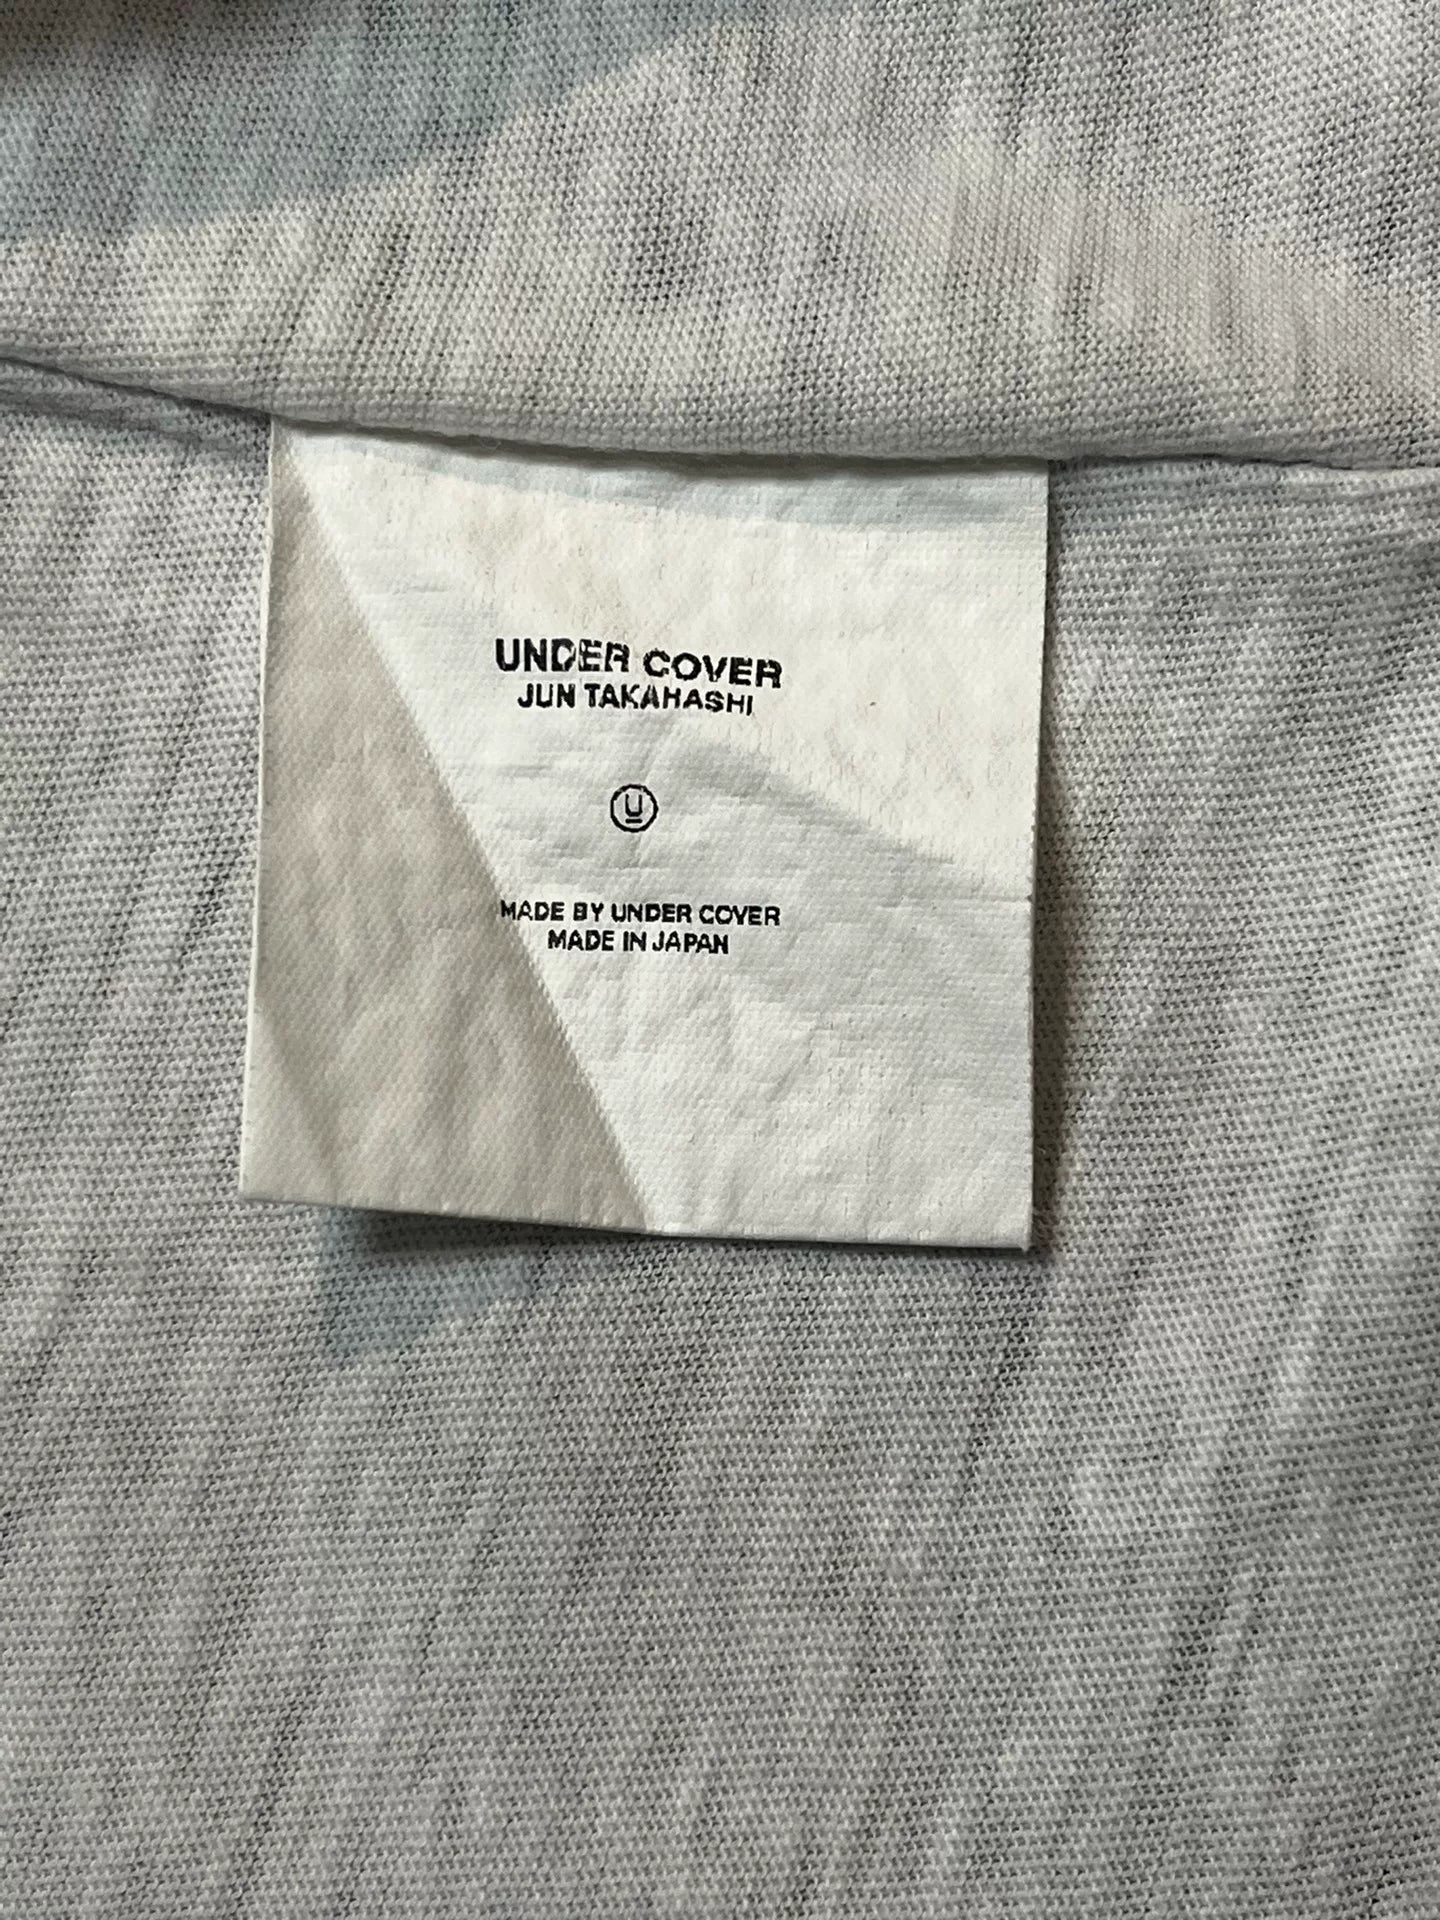 UNDER COVER
JUN TAKAHASHI
U
MADE BY UNDER COVER
MADE IN JAPAN